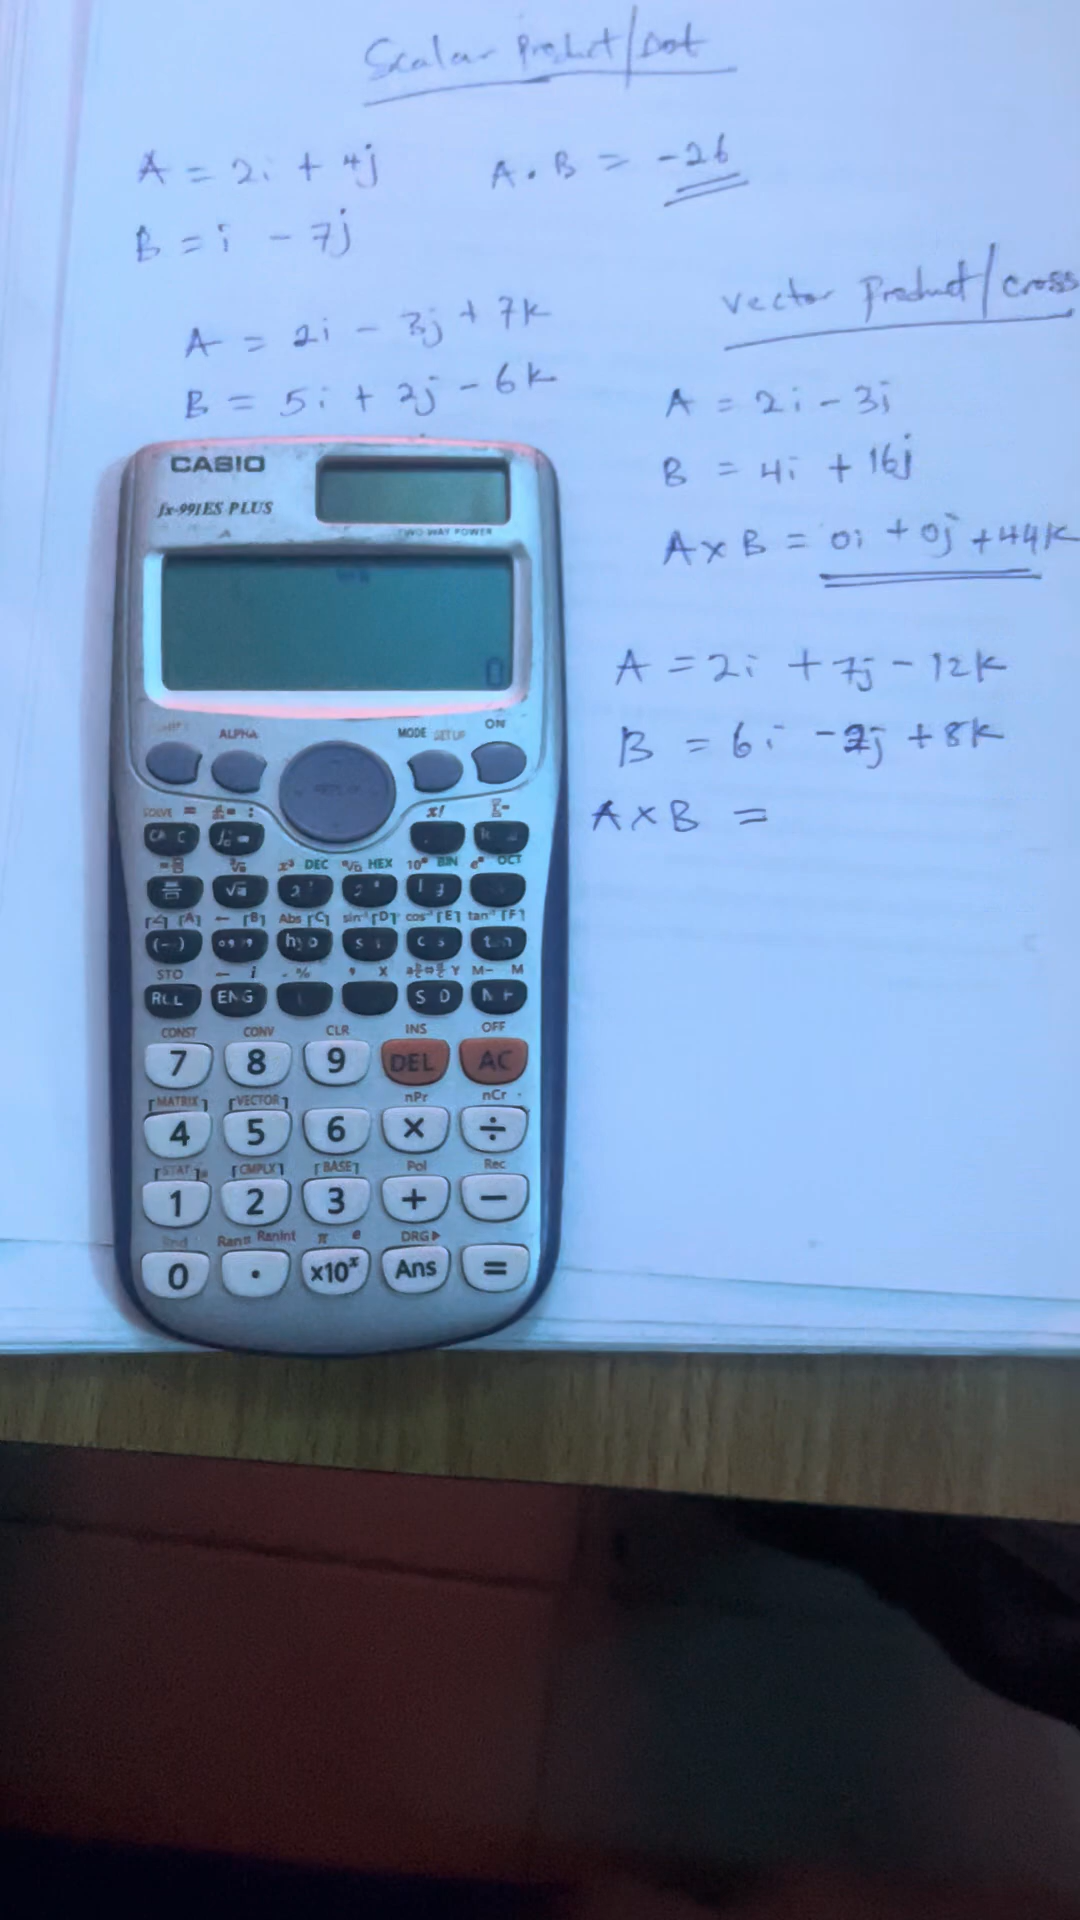 Scalar Product/Dot
A = 2i + 4j
A . B = -26
B = i - 7j
A = 2i - 3j + 7k
B = 5i + 2j - 6k
vector product/cross
A = 2i - 3j
B = 4i + 16j
A x B = 0i + 0j + 44k
A = 2i + 7j - 12k
B = 6i - 2j + 8k
A x B =
CASIO
fx-991ES PLUS
TWO WAY POWER
0
ALPHA MODE SETUP ON
SOLVE = : x!
x³ DEC HEX BIN OCT
[A] [B] Abs [C] sin⁻¹ [D] cos⁻¹ [E] tan⁻¹ [F]
(-)
STO ← i % , X Y M- M
ENG
CONST CONV CLR INS OFF
7 8 9 DEL AC
[MATRIX] [VECTOR] nPr nCr
4 5 6 × ÷
[STAT] [CMPLX] [BASE] Pol Rec
1 2 3 + −
Rnd Ran# RanInt π e DRG▶
0 . ×10ˣ Ans =